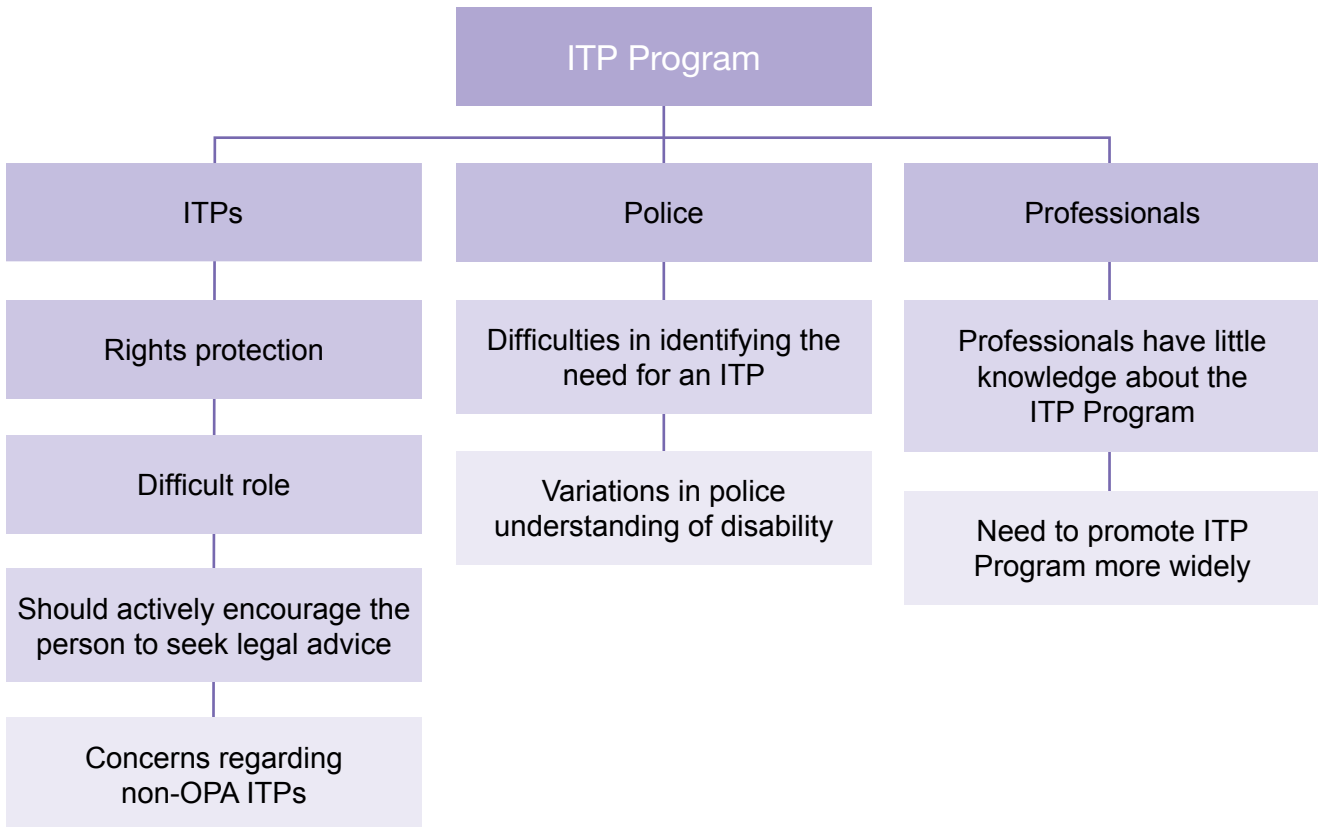 ITP Program
ITPs
Rights protection
Difficult role
Should actively encourage the
person to seek legal advice
Concerns regarding
non-OPA ITPs
Police
Difficulties in identifying the
need for an ITP
Variations in police
understanding of disability
Professionals
Professionals have little
knowledge about the
ITP Program
Need to promote ITP
Program more widely